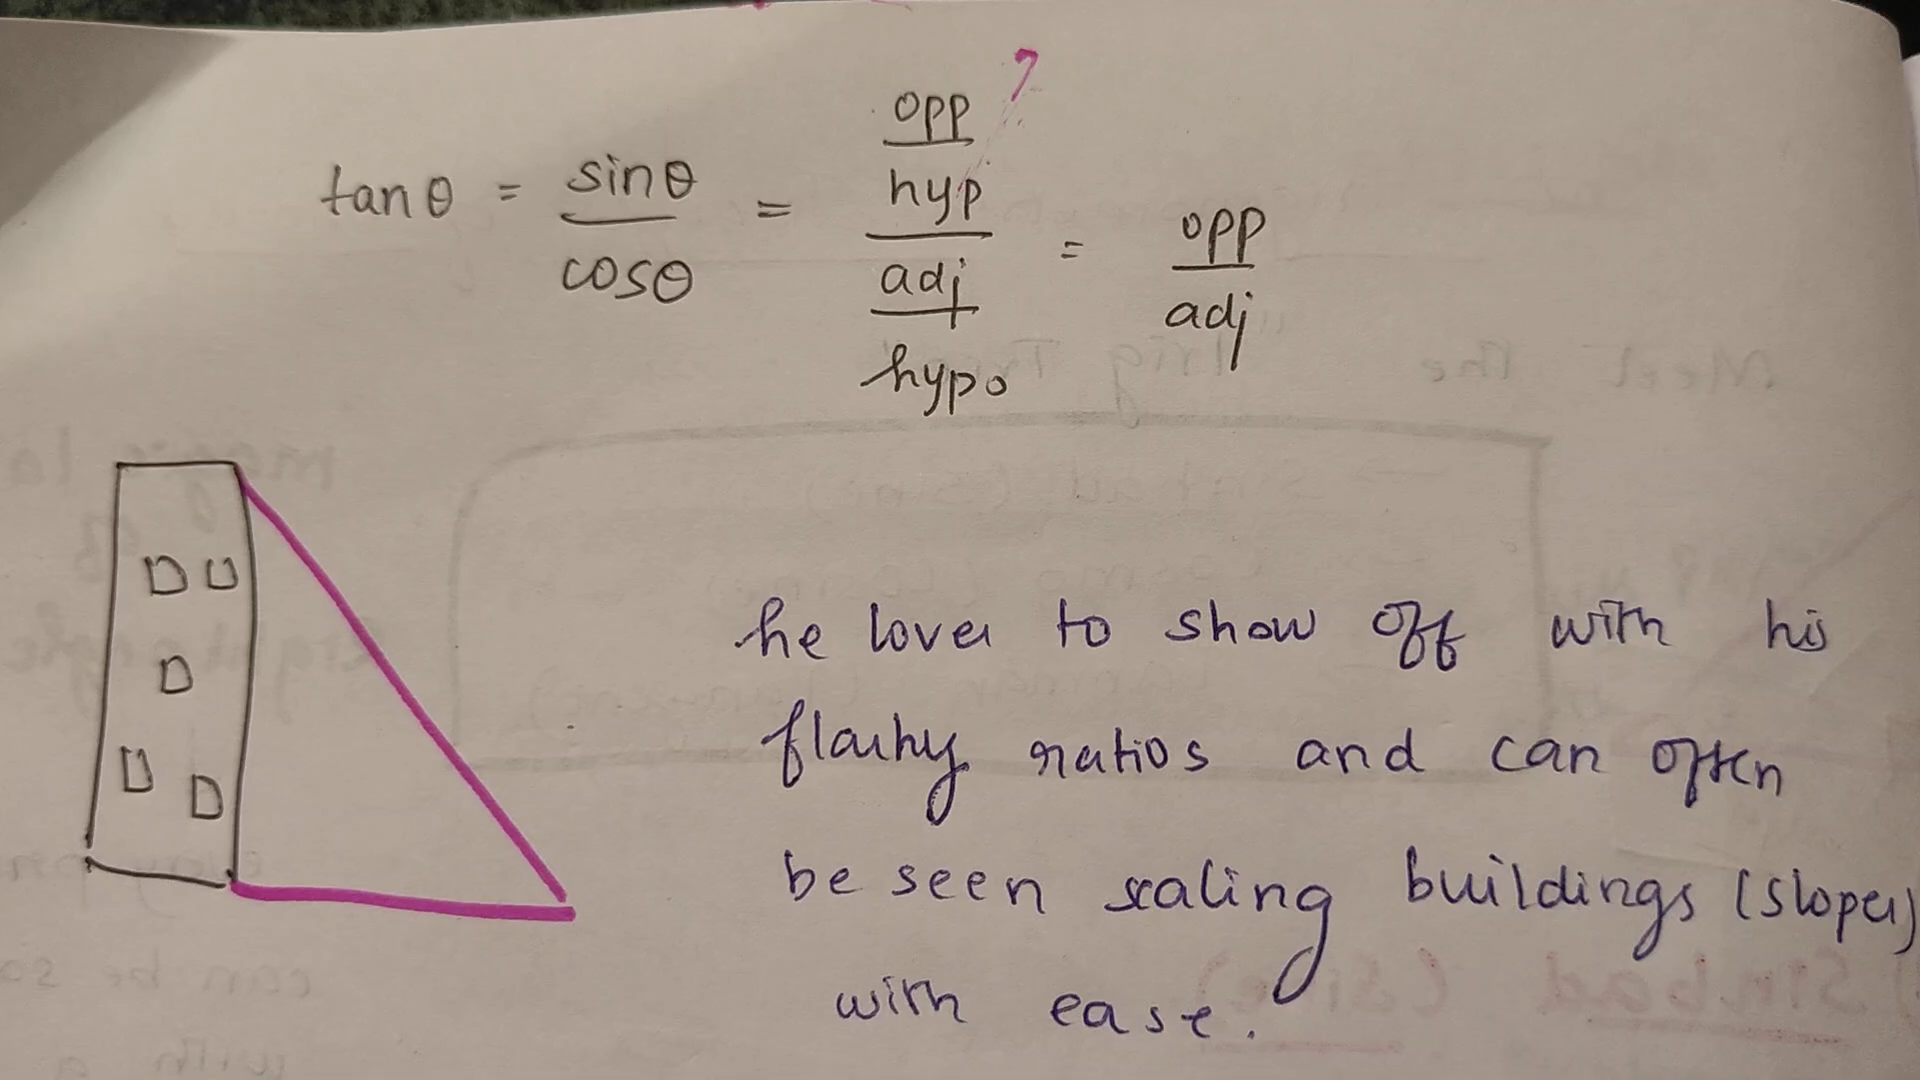 tanθ = sinθ/cosθ = (opp/hyp)/(adj/hypo) = opp/adj
he loves to show off with his
flashy ratios and can often
be seen scaling buildings (slopes)
with ease.